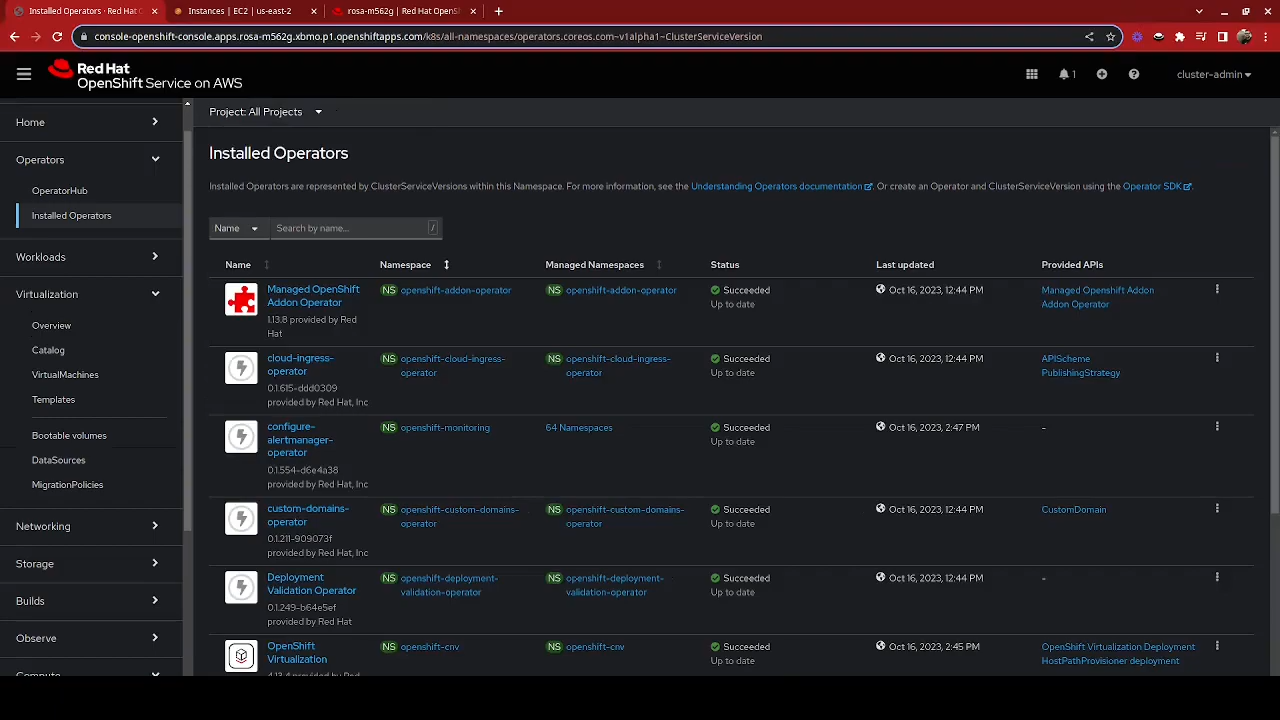 Installed Operators · Red Hat O
Instances | EC2 | us-east-2
rosa-m562g | Red Hat OpenSh
console-openshift-console.apps.rosa-m562g.xbmo.p1.openshiftapps.com/k8s/all-namespaces/operators.coreos.com~v1alpha1~ClusterServiceVersion
Red Hat
OpenShift Service on AWS
1
cluster-admin
Home
Operators
OperatorHub
Installed Operators
Workloads
Virtualization
Overview
Catalog
VirtualMachines
Templates
Bootable volumes
DataSources
MigrationPolicies
Networking
Storage
Builds
Observe
Compute
Project: All Projects
Installed Operators
Installed Operators are represented by ClusterServiceVersions within this Namespace. For more information, see the Understanding Operators documentation. Or create an Operator and ClusterServiceVersion using the Operator SDK.
Name
Search by name...
/
Name Namespace Managed Namespaces Status Last updated Provided APIs
Managed OpenShift NS openshift-addon-operator NS openshift-addon-operator Succeeded Oct 16, 2023, 12:44 PM Managed Openshift Addon
Addon Operator Up to date Addon Operator
1.13.8 provided by Red
Hat
cloud-ingress- NS openshift-cloud-ingress- NS openshift-cloud-ingress- Succeeded Oct 16, 2023, 12:44 PM APIScheme
operator operator operator Up to date PublishingStrategy
0.1.615-ddd0309
provided by Red Hat, Inc
configure- NS openshift-monitoring 64 Namespaces Succeeded Oct 16, 2023, 2:47 PM -
alertmanager- Up to date
operator
0.1.554-d6e4a38
provided by Red Hat, Inc
custom-domains- NS openshift-custom-domains- NS openshift-custom-domains- Succeeded Oct 16, 2023, 12:44 PM CustomDomain
operator operator operator Up to date
0.1.211-909073f
provided by Red Hat, Inc
Deployment NS openshift-deployment- NS openshift-deployment- Succeeded Oct 16, 2023, 12:44 PM -
Validation Operator validation-operator validation-operator Up to date
0.1.249-b64e5ef
provided by Red Hat
OpenShift NS openshift-cnv NS openshift-cnv Succeeded Oct 16, 2023, 2:45 PM OpenShift Virtualization Deployment
Virtualization Up to date HostPathProvisioner deployment
4.13.4 provided by Red